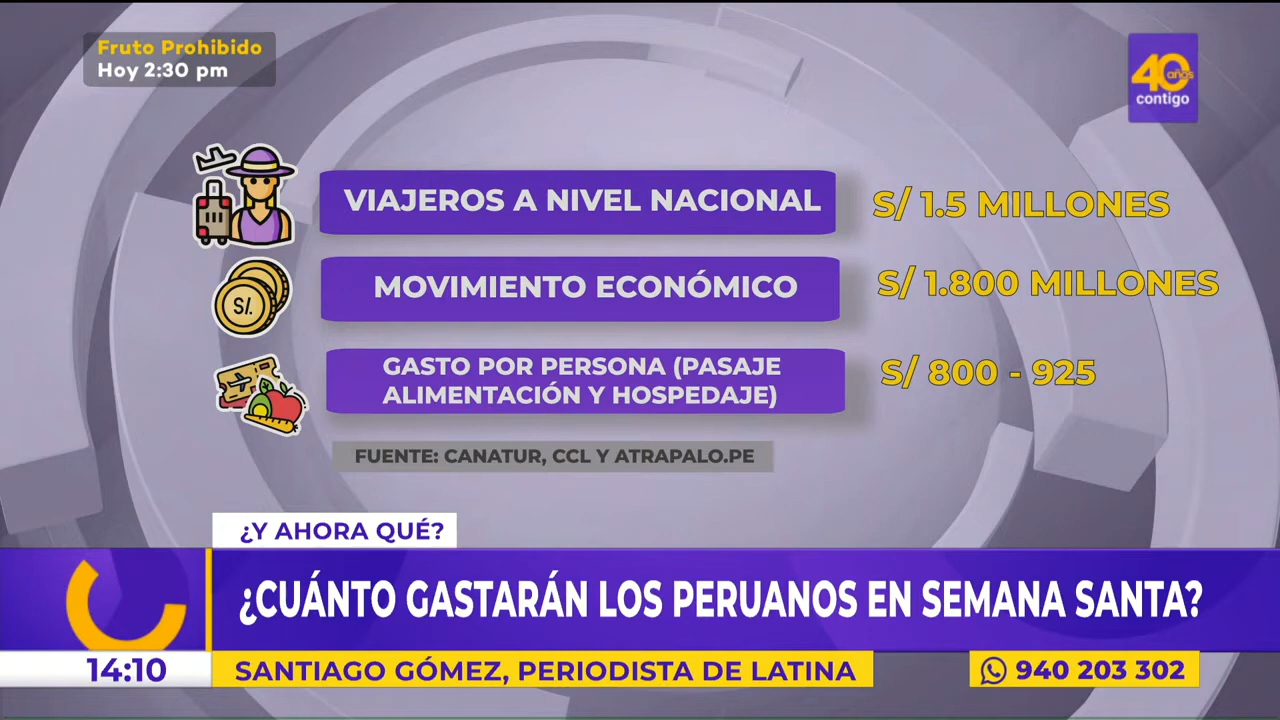 Fruto Prohibido
Hoy 2:30 pm
40 años
contigo
VIAJEROS A NIVEL NACIONAL
S/ 1.5 MILLONES
S/.
MOVIMIENTO ECONÓMICO
S/ 1.800 MILLONES
GASTO POR PERSONA (PASAJE
ALIMENTACIÓN Y HOSPEDAJE)
S/ 800 - 925
FUENTE: CANATUR, CCL Y ATRAPALO.PE
¿Y AHORA QUÉ?
¿CUÁNTO GASTARÁN LOS PERUANOS EN SEMANA SANTA?
14:10
SANTIAGO GÓMEZ, PERIODISTA DE LATINA
940 203 302